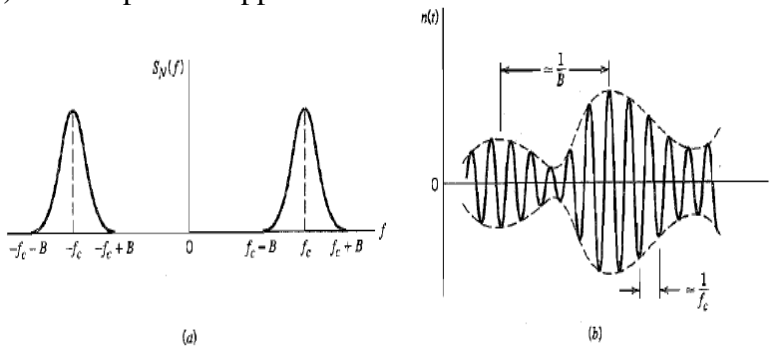 S_N(f)
−f_c − B −f_c −f_c + B 0 f_c − B f_c f_c + B f
(a)
n(t)
≃ 1/B
0
≃ 1/f_c
(b)